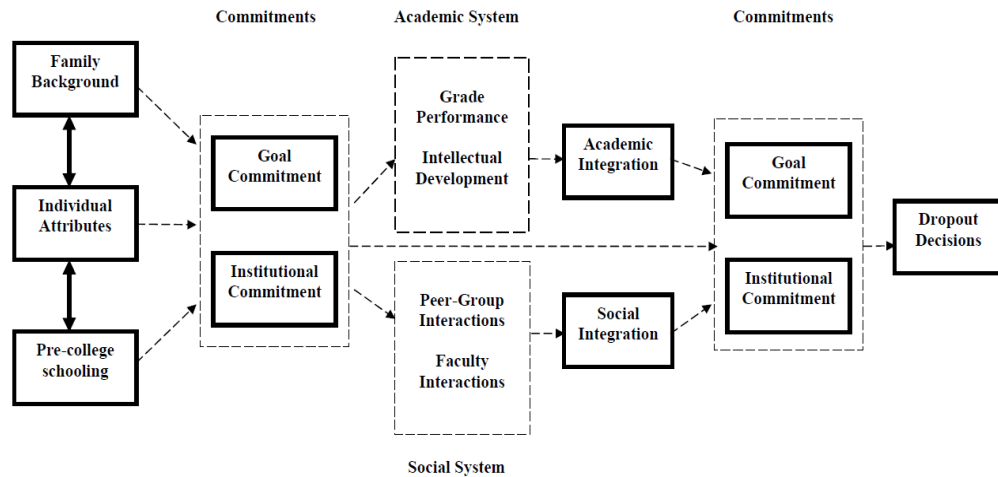 Commitments
Academic System
Commitments
Family
Background
Individual
Attributes
Pre-college
schooling
Goal
Commitment
Institutional
Commitment
Grade
Performance
Intellectual
Development
Peer-Group
Interactions
Faculty
Interactions
Social System
Academic
Integration
Social
Integration
Goal
Commitment
Institutional
Commitment
Dropout
Decisions